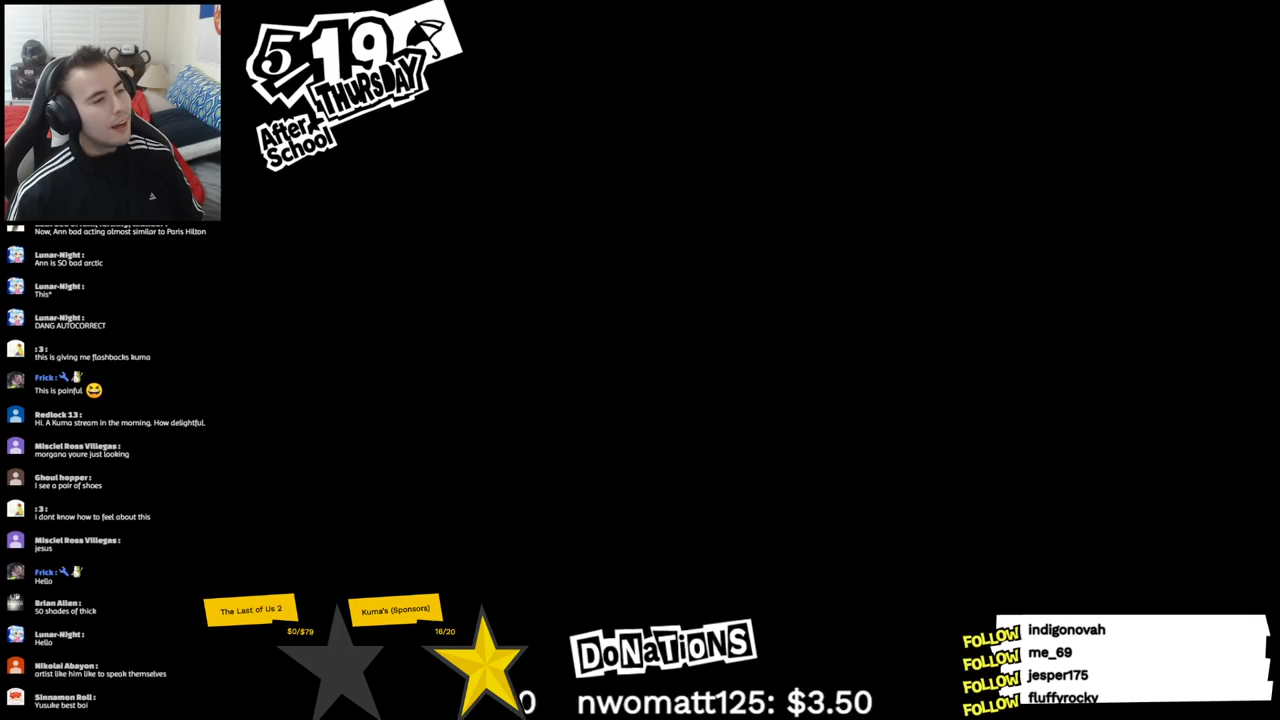 5/19
THURSDAY
After School
Now, Ann bad acting almost similar to Paris Hilton
Lunar-Night :
Ann is SO bad arctic
Lunar-Night :
This*
Lunar-Night :
DANG AUTOCORRECT
:3 :
this is giving me flashbacks kuma
Frick :
This is painful
Redlock 13 :
Hi. A Kuma stream in the morning. How delightful.
Misciel Ross Villegas :
morgana youre just looking
Ghoul hopper :
I see a pair of shoes
:3 :
i dont know how to feel about this
Misciel Ross Villegas :
jesus
Frick :
Hello
Brian Allen :
50 shades of thick
Lunar-Night :
Hello
Nikolai Abayon :
artist like him like to speak themselves
Sinnamon Roll :
Yusuke best boi
The Last of Us 2
$0/$79
Kuma's (Sponsors)
16/20
DoNaTiONS
0 nwomatt125: $3.50
FOLLOW indigonovah
FOLLOW me_69
FOLLOW jesper175
FOLLOW fluffyrocky